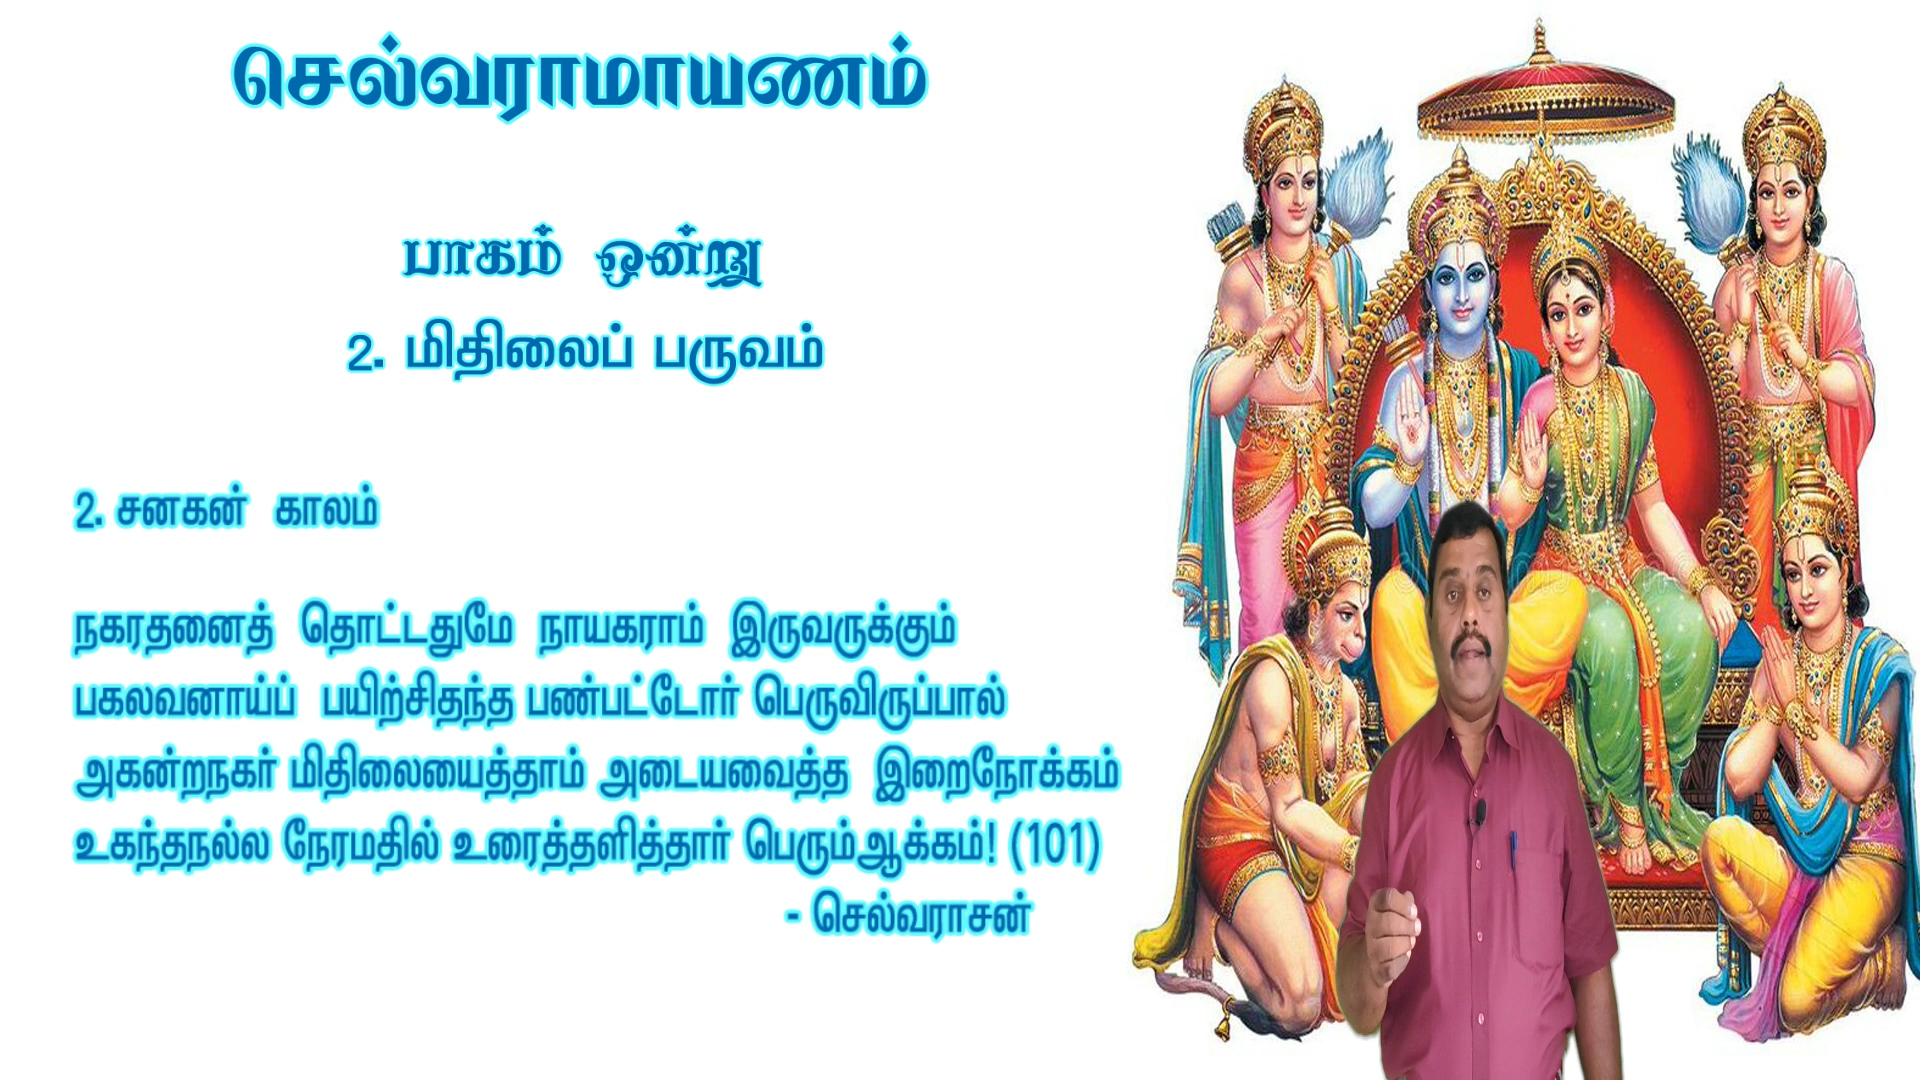 செல்வராமாயணம்
பாகம் ஒன்று
2. மிதிலைப் பருவம்
2. சனகன் காலம்
நகரதனைத் தொட்டதுமே நாயகராம் இருவருக்கும்
பகலவனாய்ப் பயிற்சிதந்த பண்பட்டோர் பெருவிருப்பால்
அகன்றநகர் மிதிலையைத்தாம் அடையவைத்த இறைநோக்கம்
உகந்தநல்ல நேரமதில் உரைத்தளித்தார் பெரும்ஆக்கம்! (101)
- செல்வராசன்